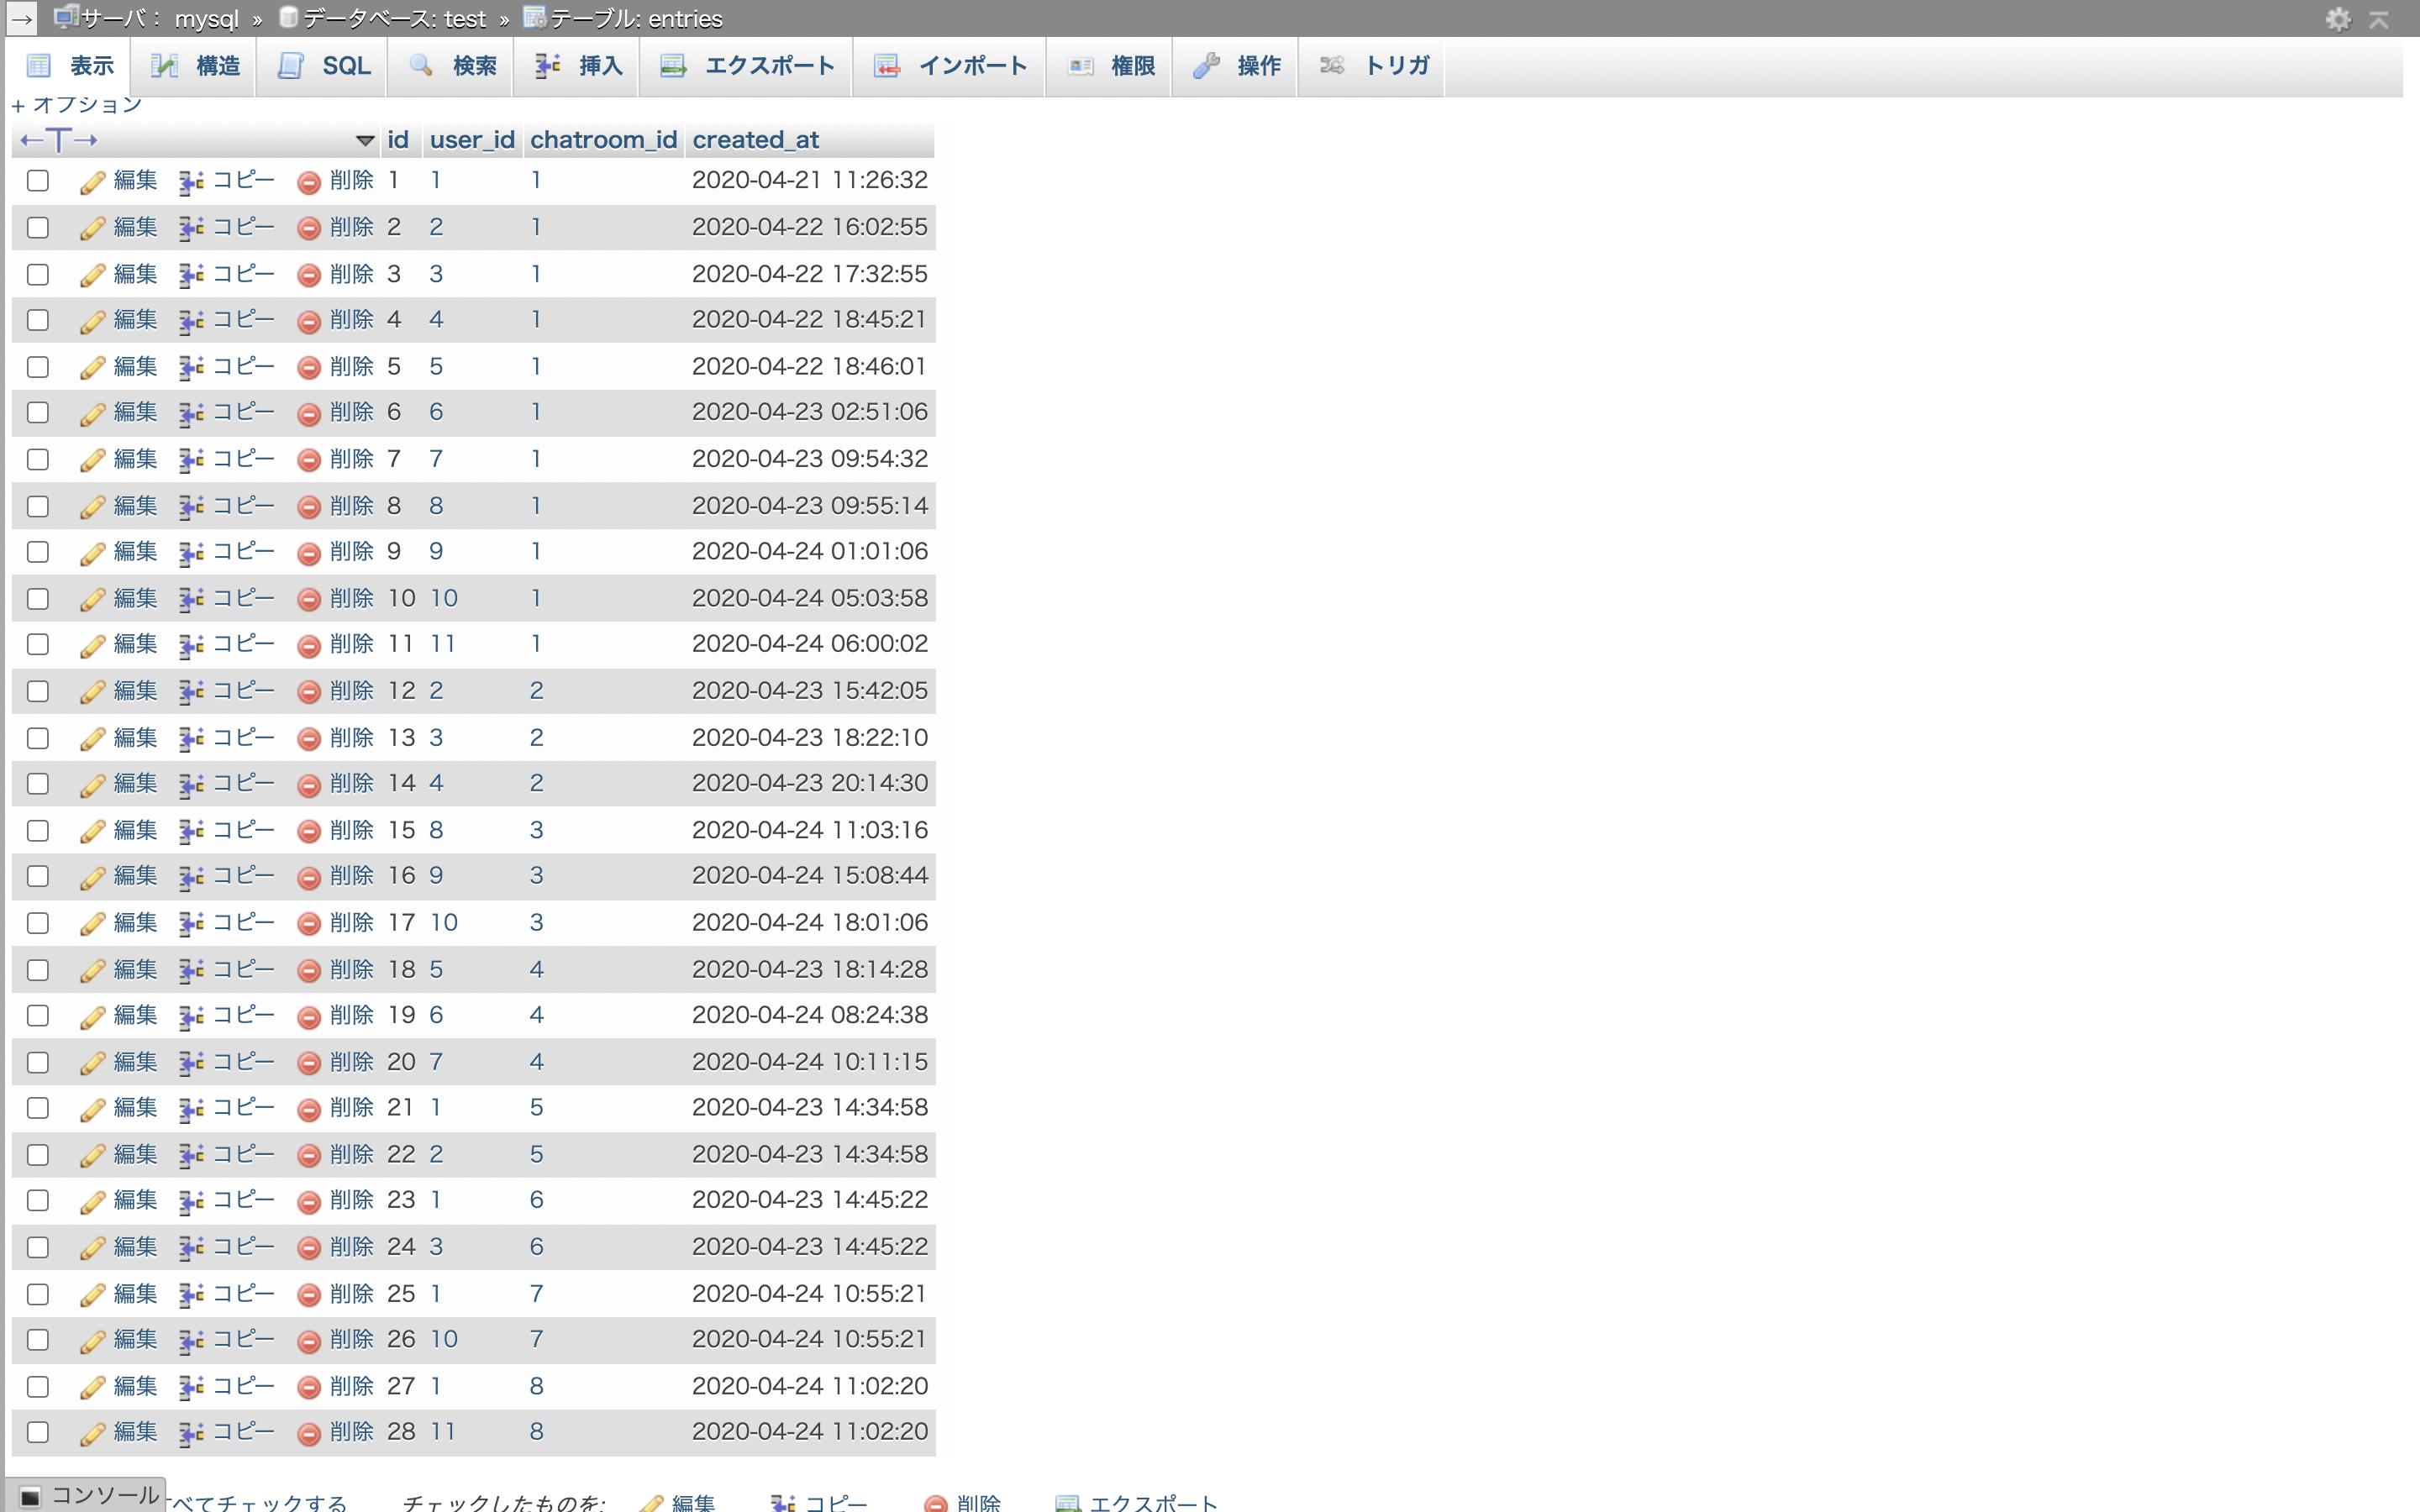 → サーバ: mysql » データベース: test » テーブル: entries
表示 構造 SQL 検索 挿入 エクスポート インポート 権限 操作 トリガ
+ オプション
←T→ id user_id chatroom_id created_at
編集 コピー 削除 1 1 1 2020-04-21 11:26:32
編集 コピー 削除 2 2 1 2020-04-22 16:02:55
編集 コピー 削除 3 3 1 2020-04-22 17:32:55
編集 コピー 削除 4 4 1 2020-04-22 18:45:21
編集 コピー 削除 5 5 1 2020-04-22 18:46:01
編集 コピー 削除 6 6 1 2020-04-23 02:51:06
編集 コピー 削除 7 7 1 2020-04-23 09:54:32
編集 コピー 削除 8 8 1 2020-04-23 09:55:14
編集 コピー 削除 9 9 1 2020-04-24 01:01:06
編集 コピー 削除 10 10 1 2020-04-24 05:03:58
編集 コピー 削除 11 11 1 2020-04-24 06:00:02
編集 コピー 削除 12 2 2 2020-04-23 15:42:05
編集 コピー 削除 13 3 2 2020-04-23 18:22:10
編集 コピー 削除 14 4 2 2020-04-23 20:14:30
編集 コピー 削除 15 8 3 2020-04-24 11:03:16
編集 コピー 削除 16 9 3 2020-04-24 15:08:44
編集 コピー 削除 17 10 3 2020-04-24 18:01:06
編集 コピー 削除 18 5 4 2020-04-23 18:14:28
編集 コピー 削除 19 6 4 2020-04-24 08:24:38
編集 コピー 削除 20 7 4 2020-04-24 10:11:15
編集 コピー 削除 21 1 5 2020-04-23 14:34:58
編集 コピー 削除 22 2 5 2020-04-23 14:34:58
編集 コピー 削除 23 1 6 2020-04-23 14:45:22
編集 コピー 削除 24 3 6 2020-04-23 14:45:22
編集 コピー 削除 25 1 7 2020-04-24 10:55:21
編集 コピー 削除 26 10 7 2020-04-24 10:55:21
編集 コピー 削除 27 1 8 2020-04-24 11:02:20
編集 コピー 削除 28 11 8 2020-04-24 11:02:20
コンソール べてチェックする チェックしたものを: 編集 コピー 削除 エクスポート